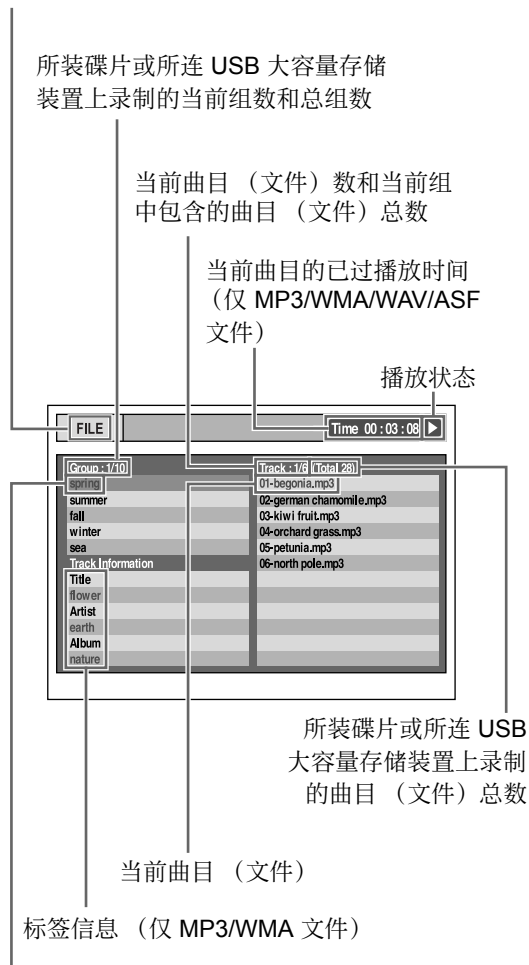 所装碟片或所连 USB 大容量存储
装置上录制的当前组数和总组数
当前曲目 （文件）数和当前组
中包含的曲目 （文件）总数
当前曲目的已过播放时间
（仅 MP3/WMA/WAV/ASF
文件）
播放状态
FILE
Time 00 : 03 : 08
Group : 1/10
Track : 1/6 (Total 28)
spring
01-begonia.mp3
summer
02-german chamomile.mp3
fall
03-kiwi fruit.mp3
winter
04-orchard grass.mp3
sea
05-petunia.mp3
Track Information
06-north pole.mp3
Title
flower
Artist
earth
Album
nature
所装碟片或所连 USB
大容量存储装置上录制
的曲目 （文件）总数
当前曲目 （文件）
标签信息 （仅 MP3/WMA 文件）